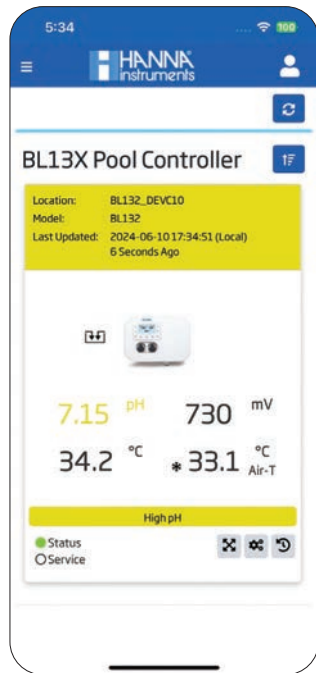 5:34
100
HANNA
instruments
BL13X Pool Controller
Location: BL132_DEVC10
Model: BL132
Last Updated: 2024-06-10 17:34:51 (Local)
6 Seconds Ago
7.15 pH 730 mV
34.2 °C * 33.1 °C
Air-T
High pH
Status
Service